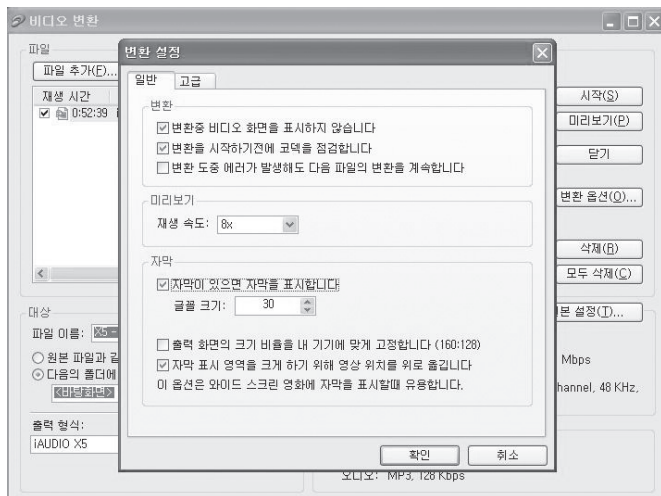 비디오 변환
파일
파일 추가(F)...
재생 시간
0:52:39
변환 설정
일반
고급
변환
변환중 비디오 화면을 표시하지 않습니다
변환을 시작하기전에 코덱을 점검합니다
변환 도중 에러가 발생해도 다음 파일의 변환을 계속합니다
미리보기
재생 속도: 8x
자막
자막이 있으면 자막을 표시합니다
글꼴 크기: 30
출력 화면의 크기 비율을 내 기기에 맞게 고정합니다 (160:128)
자막 표시 영역을 크게 하기 위해 영상 위치를 위로 옮깁니다
이 옵션은 와이드 스크린 영화에 자막을 표시할때 유용합니다.
확인
취소
시작(S)
미리보기(P)
닫기
변환 옵션(O)...
삭제(R)
모두 삭제(C)
본 설정(T)...
대상
파일 이름: X5 -
원본 파일과 같
다음의 폴더에
<바탕화면>
출력 형식:
iAUDIO X5
Mbps
hannel, 48 KHz,
오디오: MP3, 128 Kbps